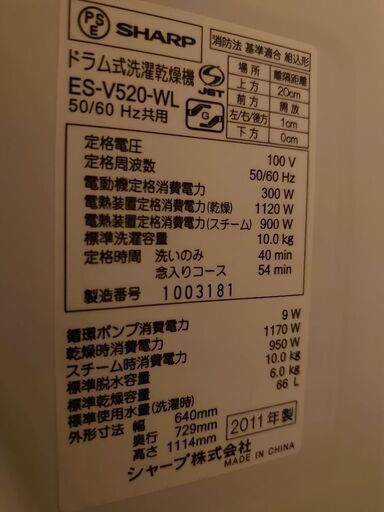 PSE SHARP
ドラム式洗濯乾燥機
ES-V520-WL
50/60 Hz共用
S JET
G
消防法 基準適合 組込形
場所 離隔距離
上方 20cm
前方 開放
左/右/後方 1cm
下方 0cm
定格電圧 100 V
定格周波数 50/60 Hz
電動機定格消費電力 300 W
電熱装置定格消費電力(乾燥) 1120 W
電熱装置定格消費電力(スチーム) 900 W
標準洗濯容量 10.0 kg
定格時間 洗いのみ 40 min
念入りコース 54 min
製造番号 1003181
循環ポンプ消費電力 9 W
乾燥時消費電力 1170 W
スチーム時消費電力 950 W
標準脱水容量 10.0 kg
標準乾燥容量 6.0 kg
標準使用水量(洗濯時) 66 L
外形寸法 幅 640mm
奥行 729mm
高さ 1114mm
2011年製
シャープ株式会社 MADE IN CHINA